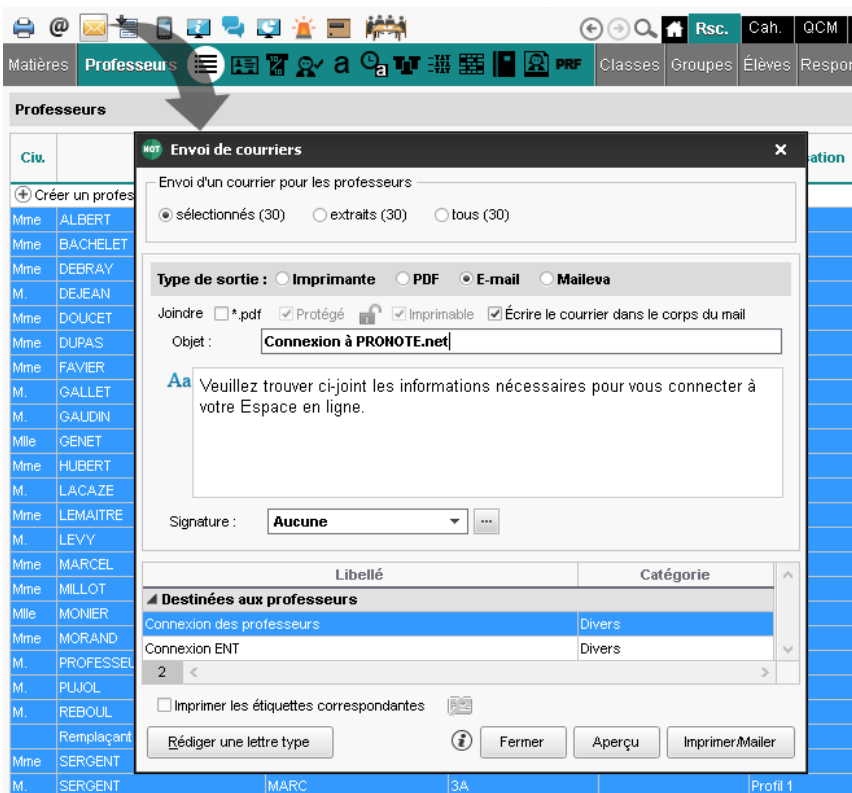 @
Rsc. Cah. QCM
Matières Professeurs a a PRF Classes Groupes Élèves Respon
Professeurs
Civ. sation
Créer un profes
NOT Envoi de courriers
Envoi d'un courrier pour les professeurs
sélectionnés (30) extraits (30) tous (30)
Type de sortie : Imprimante PDF E-mail Maileva
Joindre *.pdf Protégé Imprimable Écrire le courrier dans le corps du mail
Objet : Connexion à PRONOTE.net
Aa Veuillez trouver ci-joint les informations nécessaires pour vous connecter à
votre Espace en ligne.
Signature : Aucune ...
Libellé Catégorie
Destinées aux professeurs
Connexion des professeurs Divers
Connexion ENT Divers
2
Imprimer les étiquettes correspondantes
Rédiger une lettre type i Fermer Aperçu Imprimer/Mailer
Mme ALBERT
Mme BACHELET
Mme DEBRAY
M. DEJEAN
Mme DOUCET
Mme DUPAS
Mme FAVIER
M. GALLET
M. GAUDIN
Mlle GENET
Mme HUBERT
M. LACAZE
Mme LEMAITRE
M. LEVY
Mme MARCEL
Mme MILLOT
Mlle MONIER
Mme MORAND
M. PROFESSEU
M. PUJOL
M. REBOUL
Remplaçant
Mme SERGENT
M. SERGENT MARC 3A Profil 1